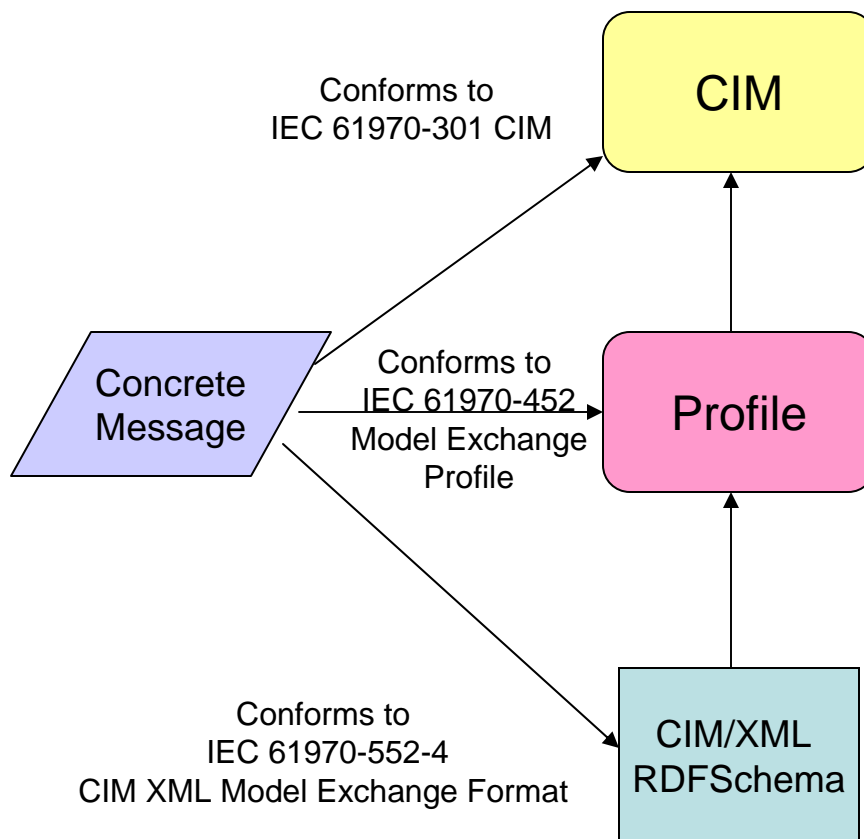 CIM
Conforms to
IEC 61970-301 CIM
Concrete
Message
Conforms to
IEC 61970-452
Model Exchange
Profile
Profile
Conforms to
IEC 61970-552-4
CIM XML Model Exchange Format
CIM/XML
RDFSchema